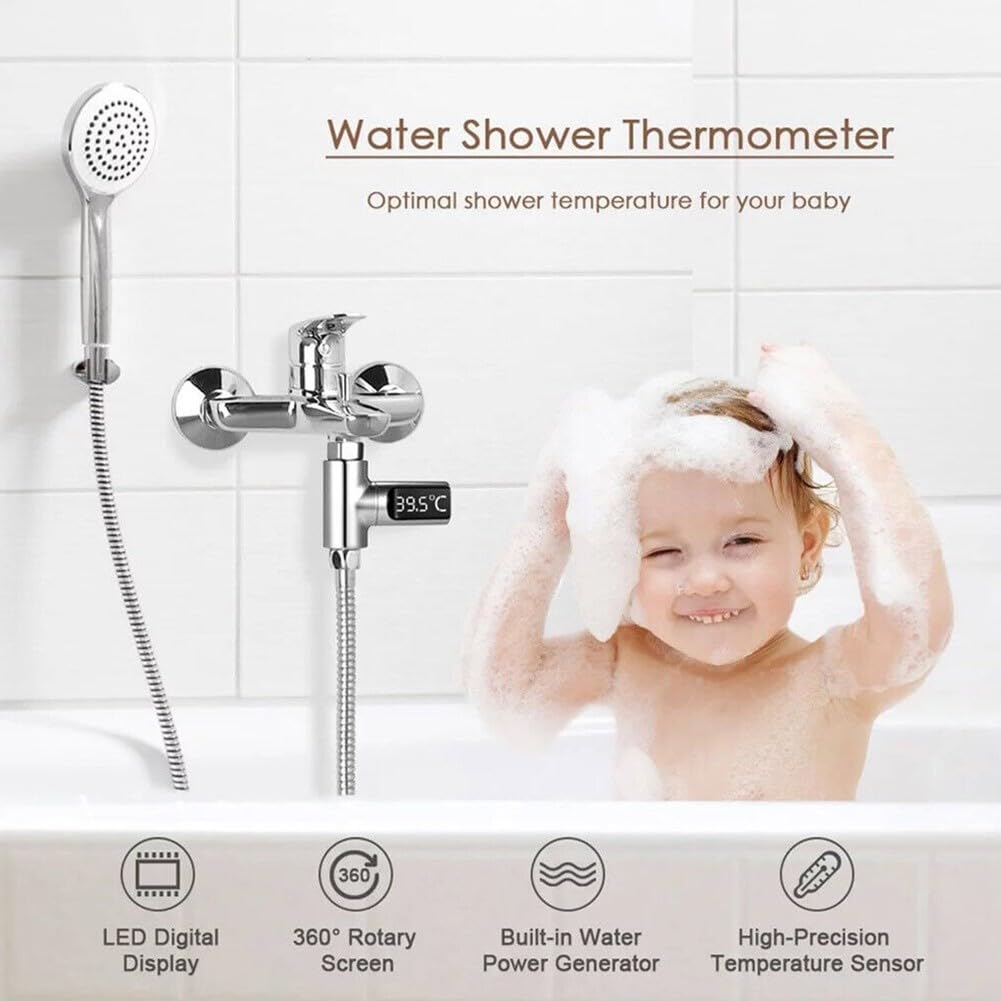 Water Shower Thermometer
Optimal shower temperature for your baby
39.5°C
360°
LED Digital
Display
360° Rotary
Screen
Built-in Water
Power Generator
High-Precision
Temperature Sensor